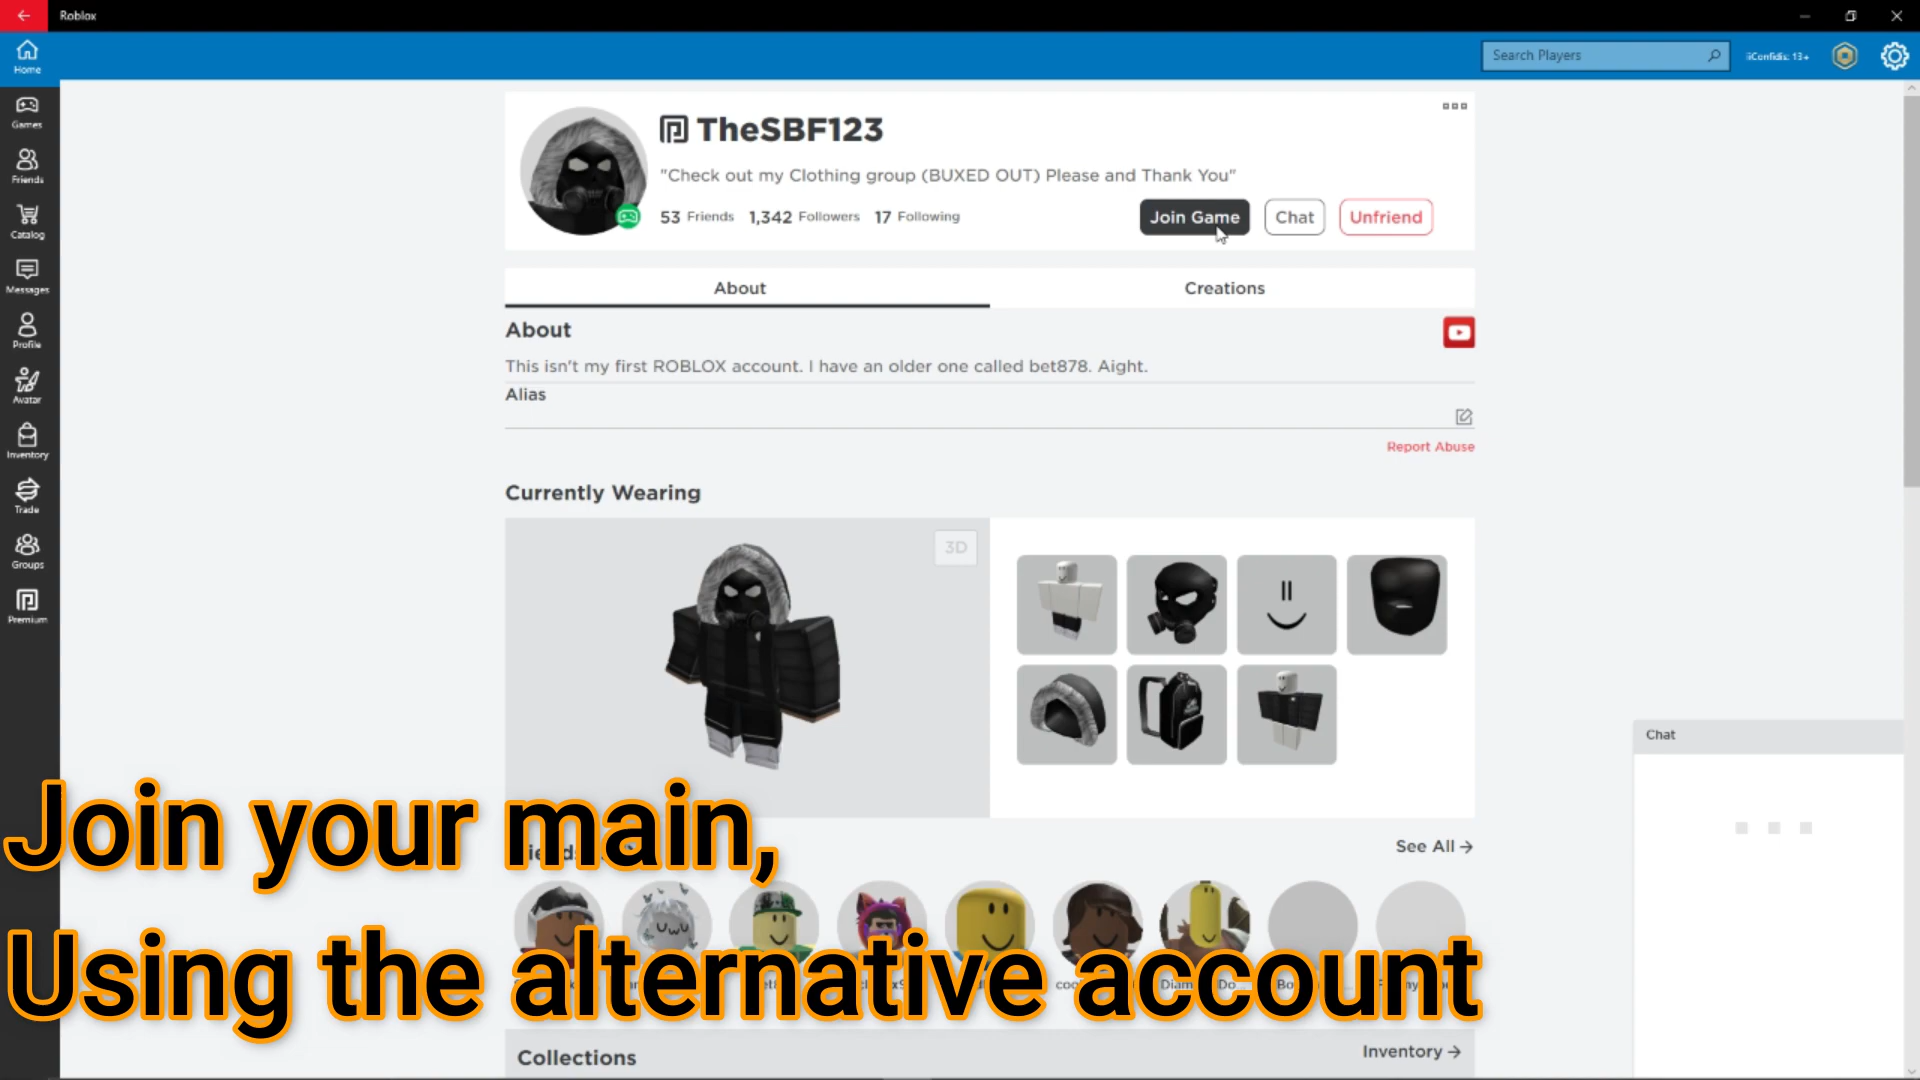 Roblox
Home
Search Players
iiConfidix: 13+
Games
Friends
Catalog
Messages
Profile
Avatar
Inventory
Trade
Groups
Premium
TheSBF123
"Check out my Clothing group (BUXED OUT) Please and Thank You"
53 Friends 1,342 Followers 17 Following
Join Game
Chat
Unfriend
About
Creations
About
This isn't my first ROBLOX account. I have an older one called bet878. Aight.
Alias
Report Abuse
Currently Wearing
3D
Chat
See All →
Join your main,
Using the alternative account
Collections
Inventory →